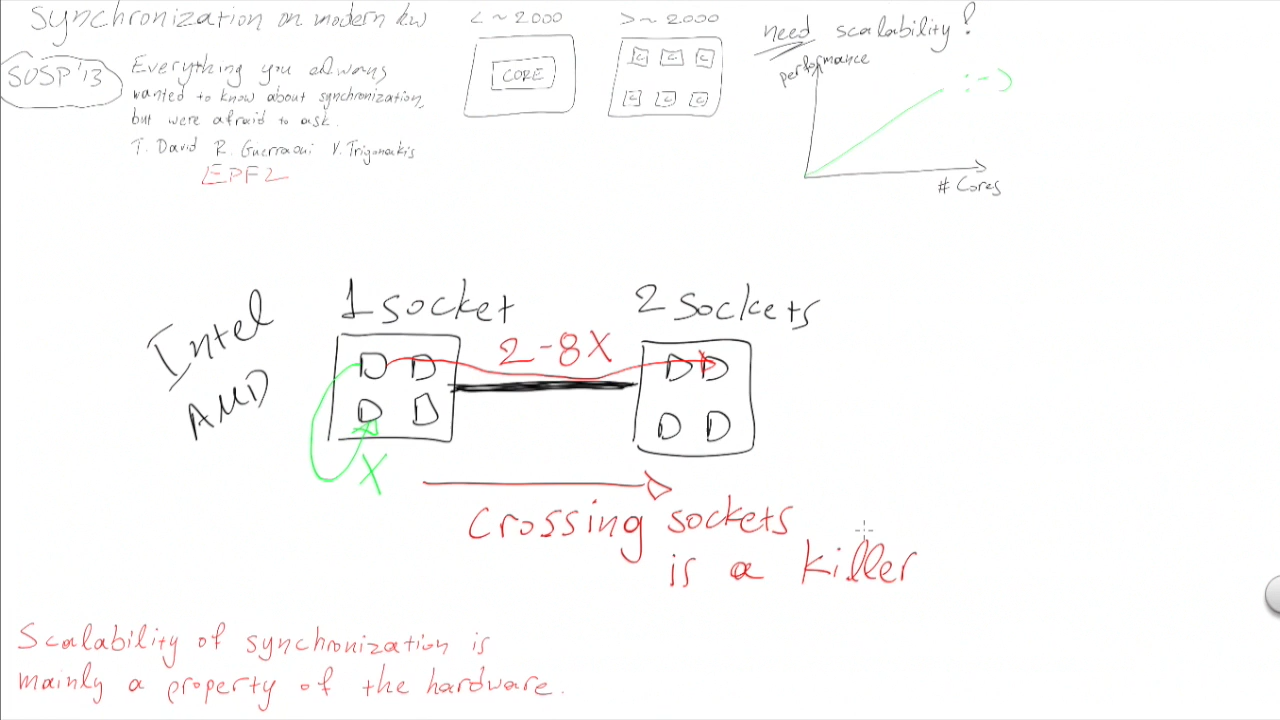 Synchronization on modern hw
SOSP'13
Everything you always
wanted to know about synchronization,
but were afraid to ask.
T. David R. Guerraoui V. Trigonakis
EPFL
< ~ 2000
CORE
> ~ 2000
C C C
C C C
need scalability!
performance
:-)
# Cores
Intel
AMD
1 socket
2 sockets
2-8X
X
Crossing sockets
is a killer
Scalability of synchronization is
mainly a property of the hardware.